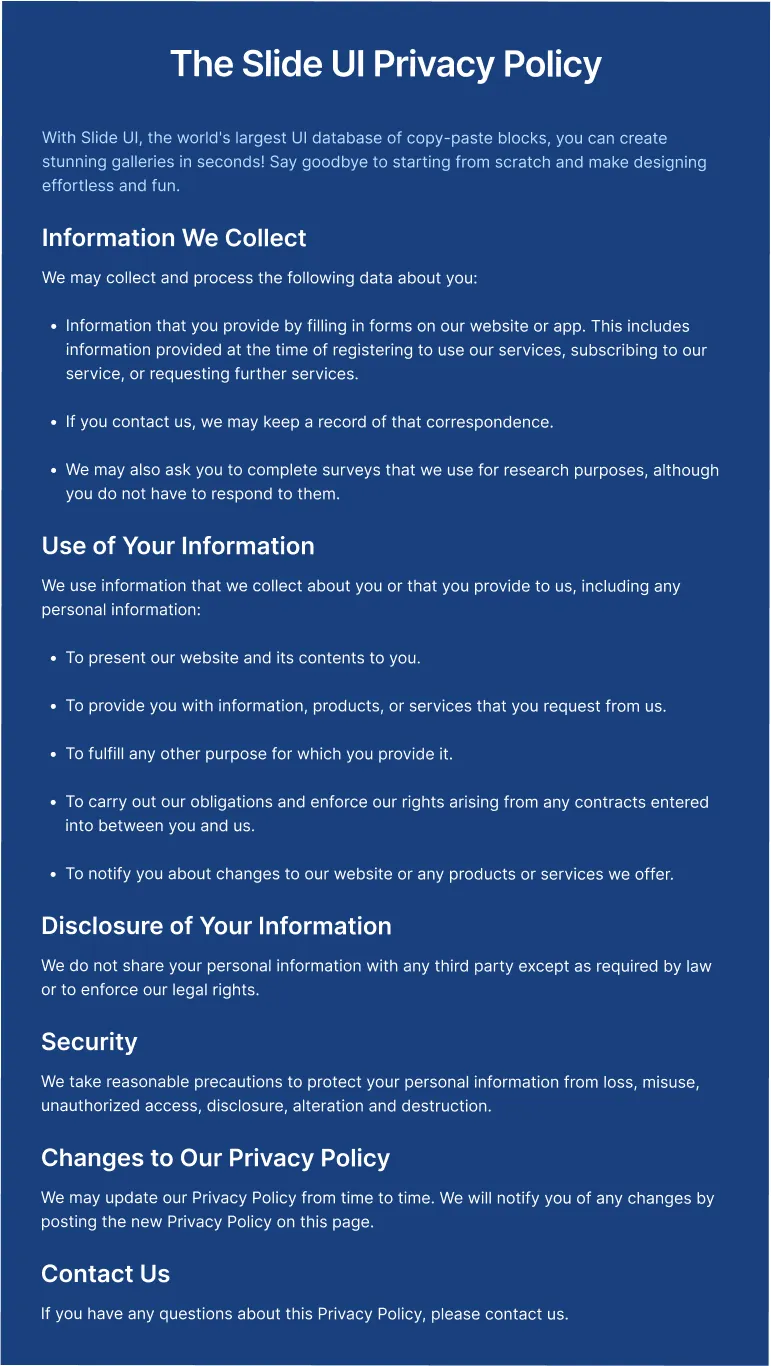 The Slide UI Privacy Policy
With Slide UI, the world's largest UI database of copy-paste blocks, you can create
stunning galleries in seconds! Say goodbye to starting from scratch and make designing
effortless and fun.
Information We Collect
We may collect and process the following data about you:
• Information that you provide by filling in forms on our website or app. This includes
information provided at the time of registering to use our services, subscribing to our
service, or requesting further services.
• If you contact us, we may keep a record of that correspondence.
• We may also ask you to complete surveys that we use for research purposes, although
you do not have to respond to them.
Use of Your Information
We use information that we collect about you or that you provide to us, including any
personal information:
• To present our website and its contents to you.
• To provide you with information, products, or services that you request from us.
• To fulfill any other purpose for which you provide it.
• To carry out our obligations and enforce our rights arising from any contracts entered
into between you and us.
• To notify you about changes to our website or any products or services we offer.
Disclosure of Your Information
We do not share your personal information with any third party except as required by law
or to enforce our legal rights.
Security
We take reasonable precautions to protect your personal information from loss, misuse,
unauthorized access, disclosure, alteration and destruction.
Changes to Our Privacy Policy
We may update our Privacy Policy from time to time. We will notify you of any changes by
posting the new Privacy Policy on this page.
Contact Us
If you have any questions about this Privacy Policy, please contact us.